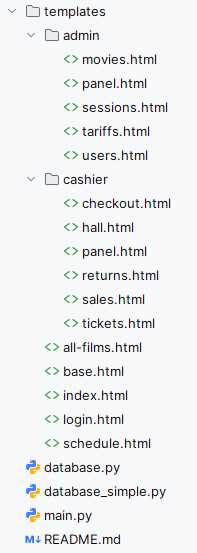 templates
admin
movies.html
panel.html
sessions.html
tariffs.html
users.html
cashier
checkout.html
hall.html
panel.html
returns.html
sales.html
tickets.html
all-films.html
base.html
index.html
login.html
schedule.html
database.py
database_simple.py
main.py
README.md